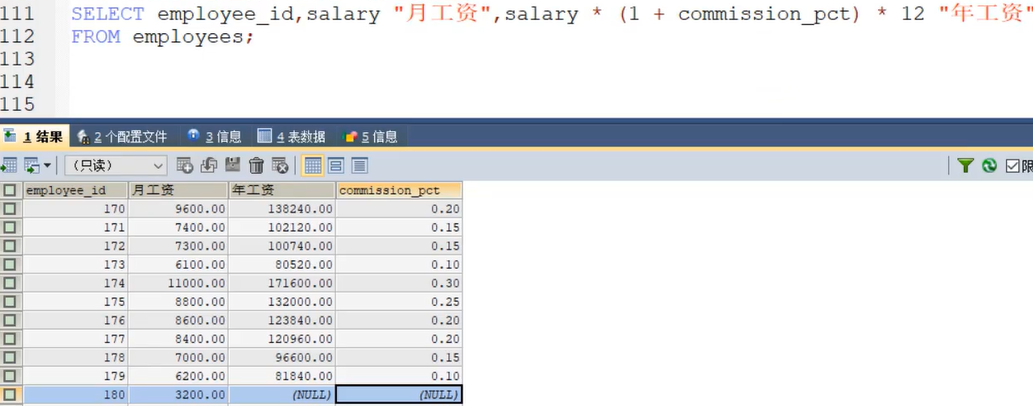 111 SELECT employee_id,salary "月工资",salary * (1 + commission_pct) * 12 "年工资"
112 FROM employees;
113
114
115
1 结果 2 个配置文件 3 信息 4 表数据 5 信息
（只读） 限
employee_id 月工资 年工资 commission_pct
170 9600.00 138240.00 0.20
171 7400.00 102120.00 0.15
172 7300.00 100740.00 0.15
173 6100.00 80520.00 0.10
174 11000.00 171600.00 0.30
175 8800.00 132000.00 0.25
176 8600.00 123840.00 0.20
177 8400.00 120960.00 0.20
178 7000.00 96600.00 0.15
179 6200.00 81840.00 0.10
180 3200.00 (NULL) (NULL)